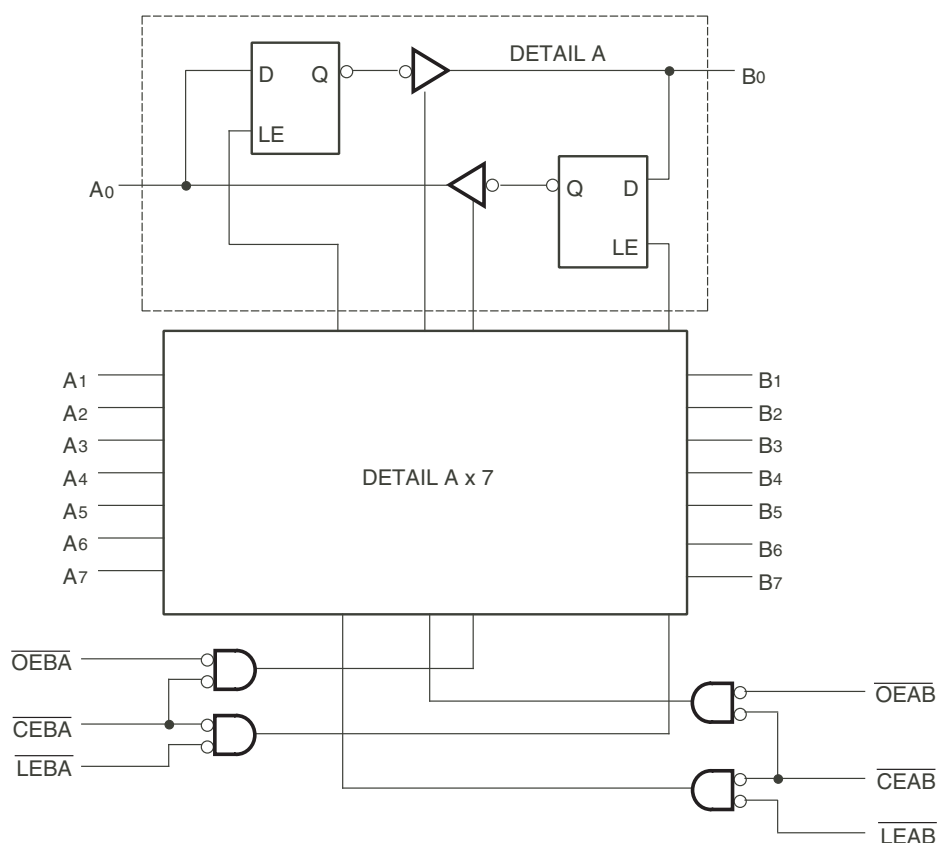 DETAIL A
D Q
LE
B0
A0
Q D
LE
A1
A2
A3
A4
A5
A6
A7
DETAIL A x 7
B1
B2
B3
B4
B5
B6
B7
OEBA
CEBA
LEBA
OEAB
CEAB
LEAB